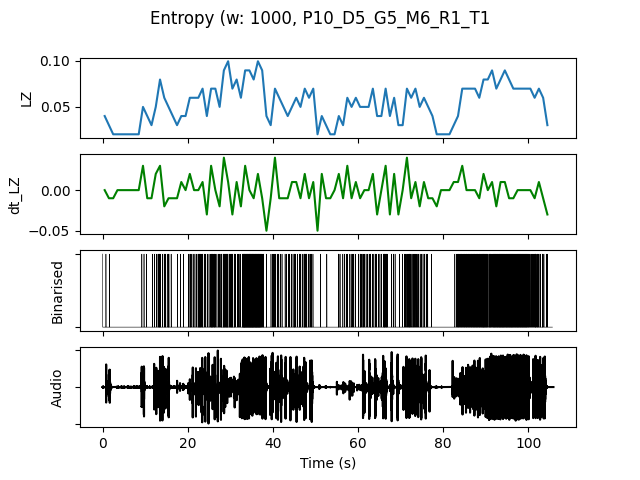 Entropy (w: 1000, P10_D5_G5_M6_R1_T1
0.10
0.05
LZ
0.00
−0.05
dt_LZ
Binarised
Audio
0 20 40 60 80 100
Time (s)